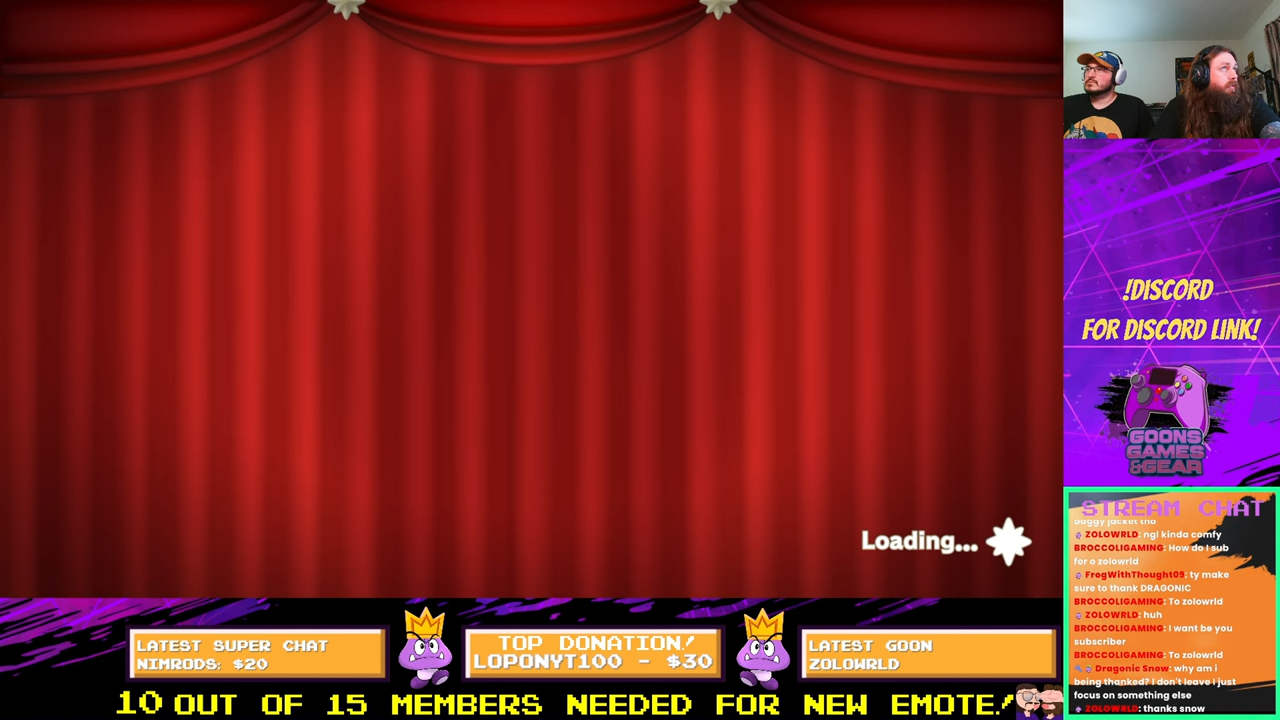 Loading...
!DISCORD
FOR DISCORD LINK!
GOONS
GAMES
&GEAR
STREAM CHAT
buggy jacket tho
ZOLOWRLD: ngl kinda comfy
BROCCOLIGAMING: How do I sub
for o zolowrld
FrogWithThought09: ty make
sure to thank DRAGONIC
BROCCOLIGAMING: To zolowrld
ZOLOWRLD: huh
BROCCOLIGAMING: I want be you
subscriber
BROCCOLIGAMING: To zolowrld
Dragonic Snow: why am i
being thanked? I don't leave I just
focus on something else
ZOLOWRLD: thanks snow
LATEST SUPER CHAT
NIMRODS: $20
TOP DONATION!
LOPONYT100 - $30
LATEST GOON
ZOLOWRLD
10 OUT OF 15 MEMBERS NEEDED FOR NEW EMOTE!